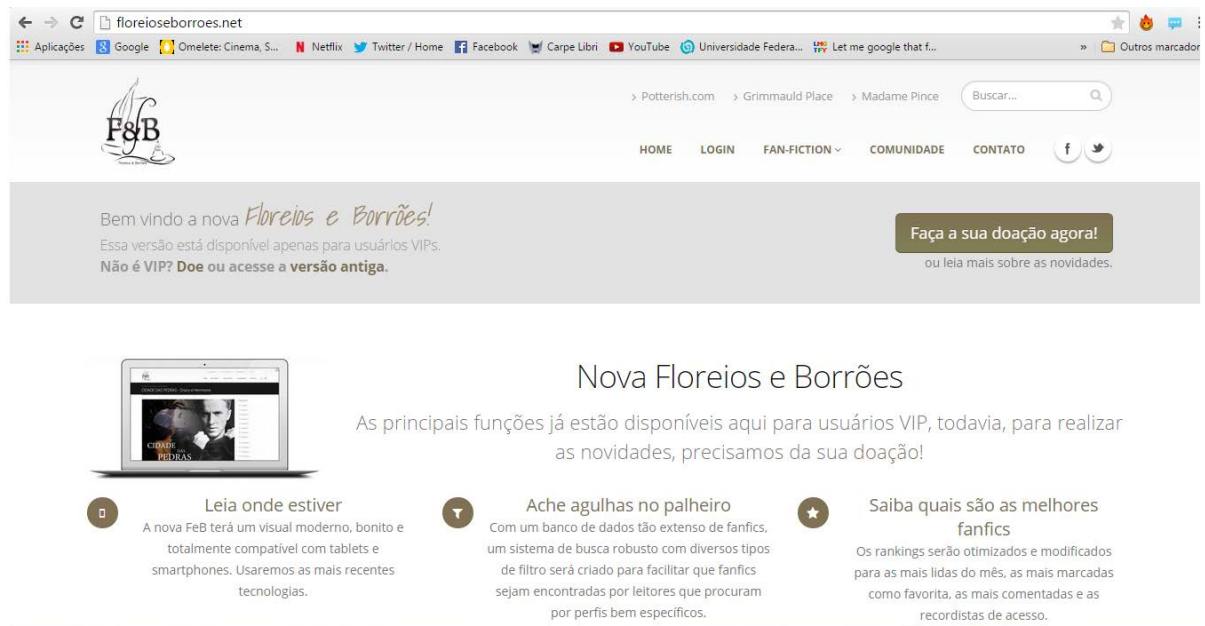 floreioseborroes.net
Aplicações Google Omelete: Cinema, S... Netflix Twitter / Home Facebook Carpe Libri YouTube Universidade Federa... Let me google that f... » Outros marcador
F&B
> Potterish.com > Grimmauld Place > Madame Pince Buscar...
HOME LOGIN FAN-FICTION COMUNIDADE CONTATO
Bem vindo a nova Floreios e Borrões!
Essa versão está disponível apenas para usuários VIPs.
Não é VIP? Doe ou acesse a versão antiga.
Faça a sua doação agora!
ou leia mais sobre as novidades.
CIDADE
DAS
PEDRAS
Nova Floreios e Borrões
As principais funções já estão disponíveis aqui para usuários VIP, todavia, para realizar
as novidades, precisamos da sua doação!
Leia onde estiver
A nova FeB terá um visual moderno, bonito e
totalmente compatível com tablets e
smartphones. Usaremos as mais recentes
tecnologias.
Ache agulhas no palheiro
Com um banco de dados tão extenso de fanfics,
um sistema de busca robusto com diversos tipos
de filtro será criado para facilitar que fanfics
sejam encontradas por leitores que procuram
por perfis bem específicos.
Saiba quais são as melhores
fanfics
Os rankings serão otimizados e modificados
para as mais lidas do mês, as mais marcadas
como favorita, as mais comentadas e as
recordistas de acesso.